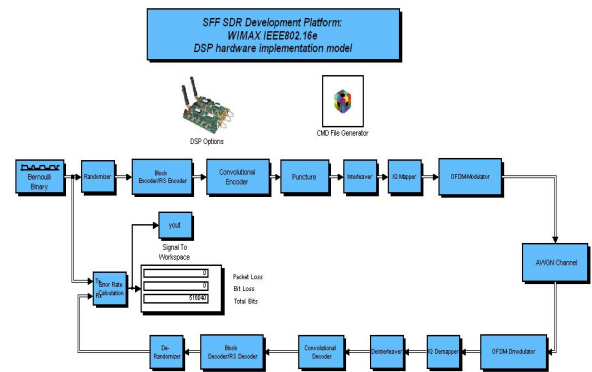 SFF SDR Development Platform:
WIMAX IEEE802.16e
DSP hardware implementation model
DSP Options
CMD File Generator
Bernoulli
Binary
Randomizer
Block
Encoder/RS Encoder
Convolutional
Encoder
Puncture
Interleaver
IQ Mapper
OFDM-Modulator
yout
Signal To
Workspace
AWGN Channel
Tx
Error Rate
Calculation
Rx
0
Packet Loss
0
Bit Loss
516840
Total Bits
De-
Randomizer
Block
Decoder/RS Decoder
Convolutional
Decoder
Deinterleaver
IQ Demapper
OFDM-Dmodulator